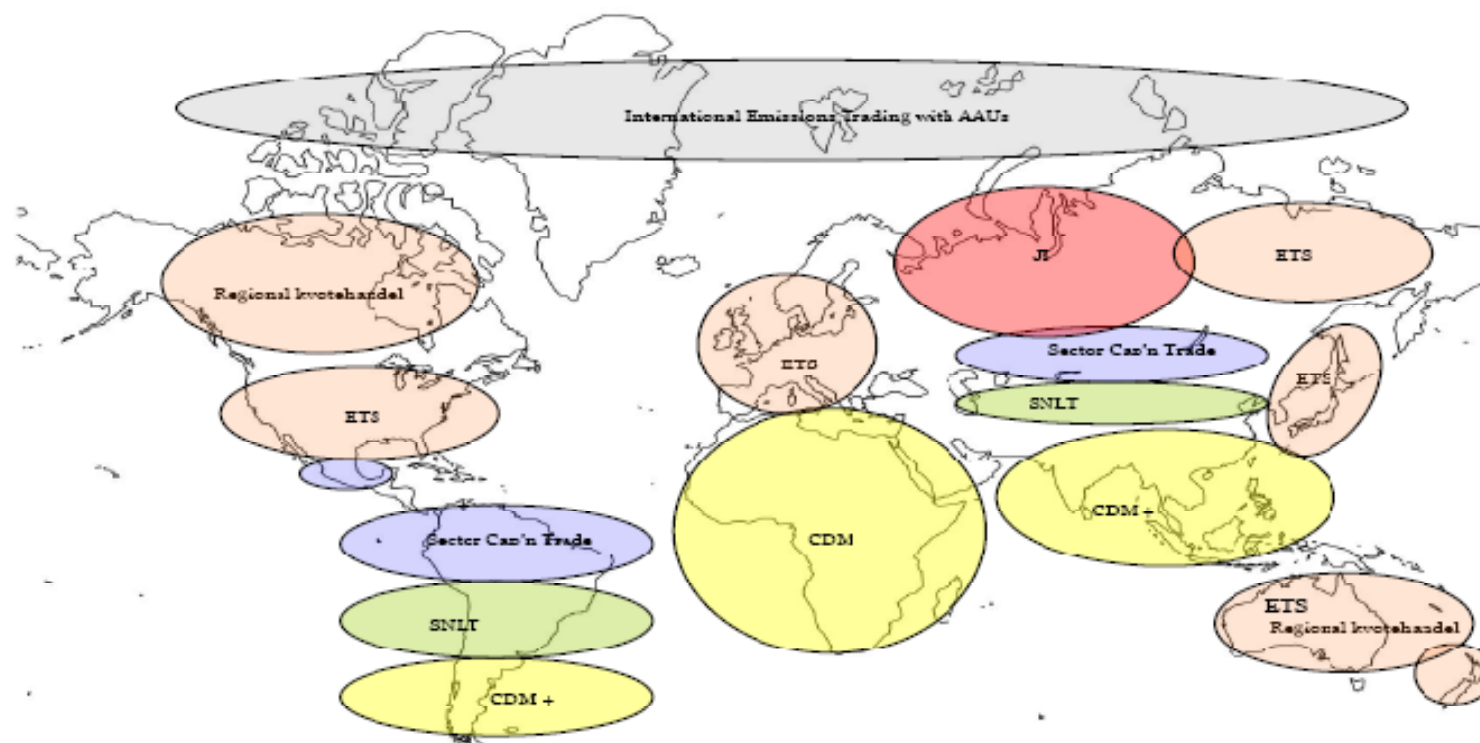 International Emissions Trading with AAUs
JI
ETS
Regional kvotehandel
ETS
Sector Cap'n Trade
ETS
SNLT
ETS
CDM +
Sector Cap'n Trade
CDM
SNLT
ETS
Regional kvotehandel
CDM +